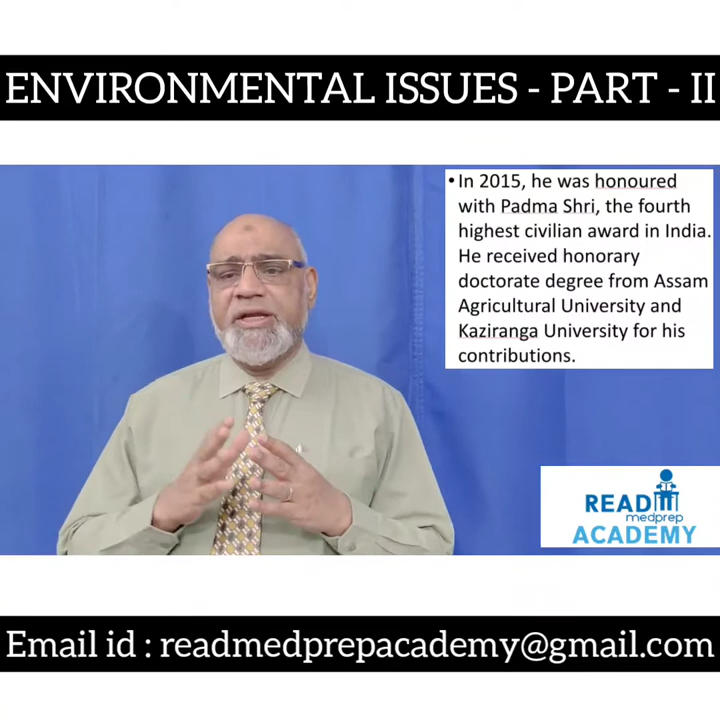 ENVIRONMENTAL ISSUES - PART - II
• In 2015, he was honoured
with Padma Shri, the fourth
highest civilian award in India.
He received honorary
doctorate degree from Assam
Agricultural University and
Kaziranga University for his
contributions.
READ
medprep
ACADEMY
Email id : readmedprepacademy@gmail.com